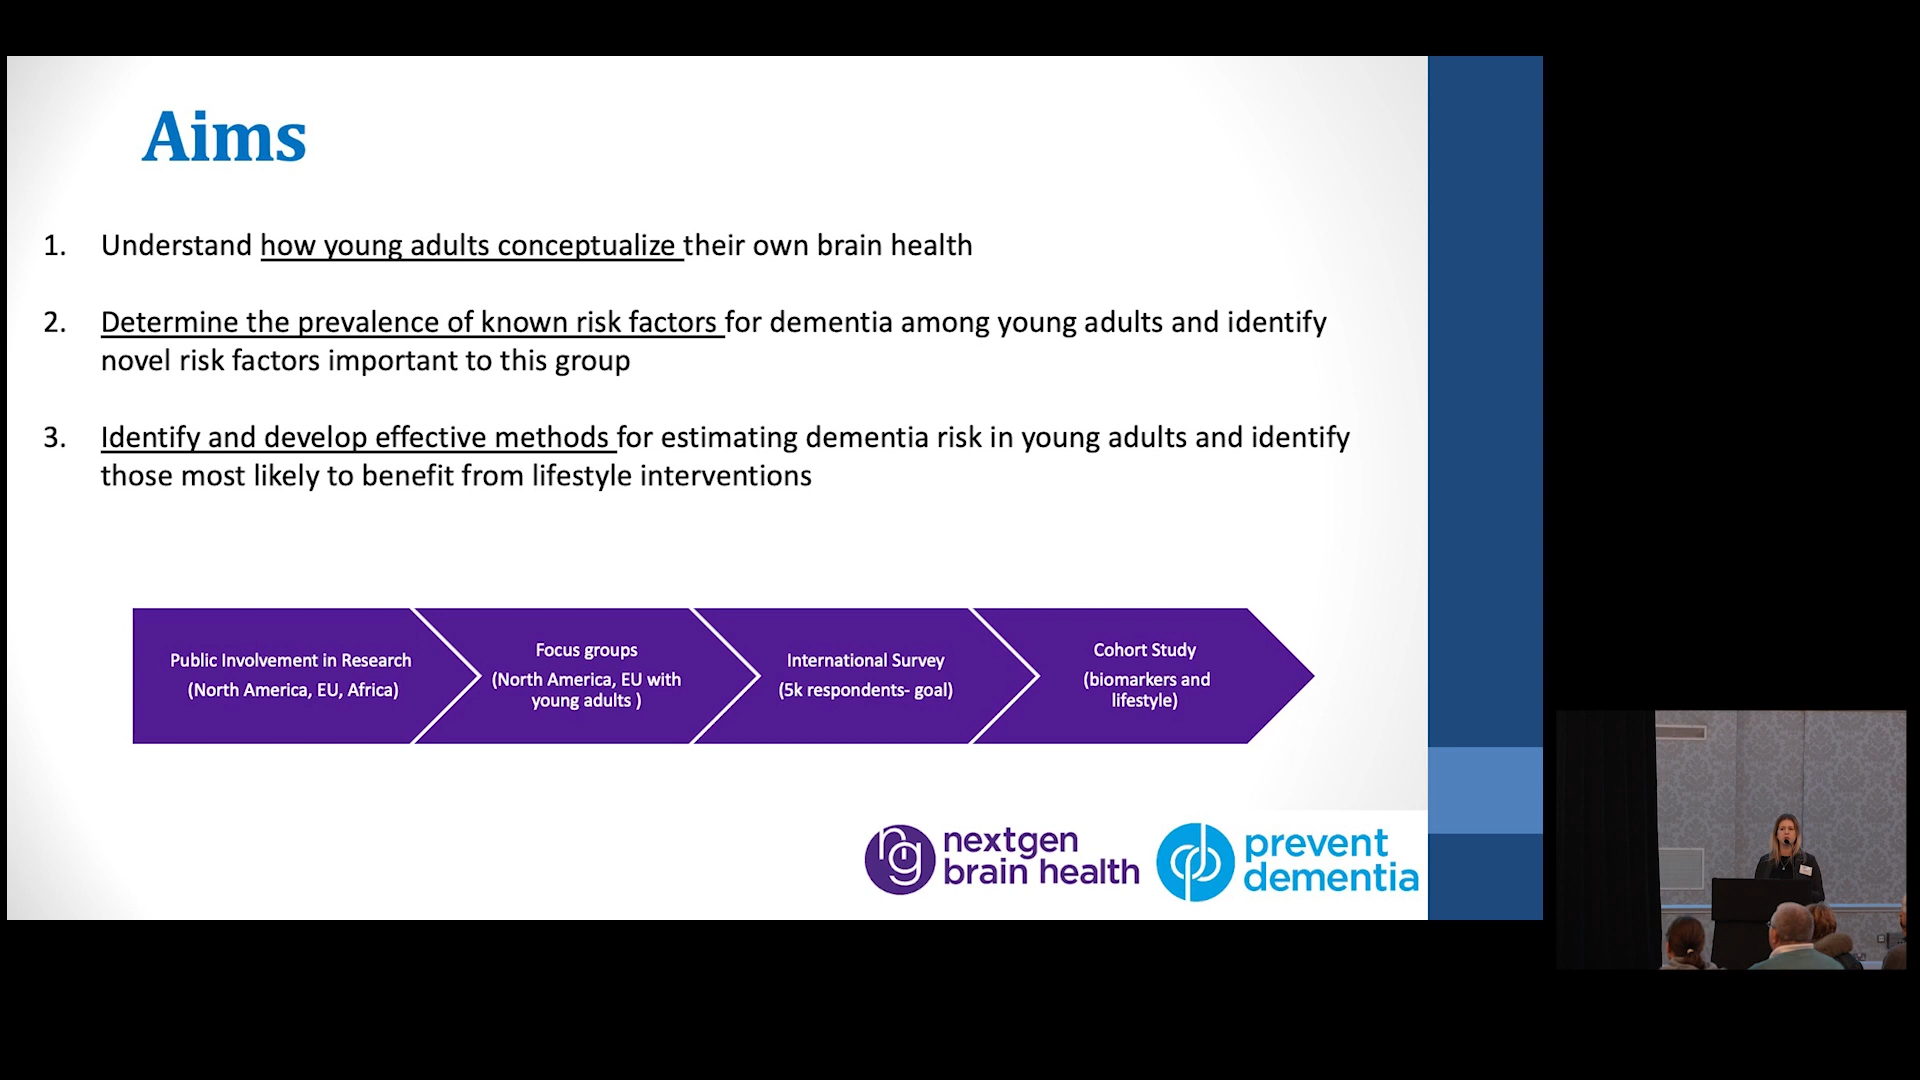 Aims
1. Understand how young adults conceptualize their own brain health
2. Determine the prevalence of known risk factors for dementia among young adults and identify
novel risk factors important to this group
3. Identify and develop effective methods for estimating dementia risk in young adults and identify
those most likely to benefit from lifestyle interventions
Public Involvement in Research
(North America, EU, Africa)
Focus groups
(North America, EU with
young adults )
International Survey
(5k respondents- goal)
Cohort Study
(biomarkers and
lifestyle)
ng
nextgen
brain health
prevent
dementia